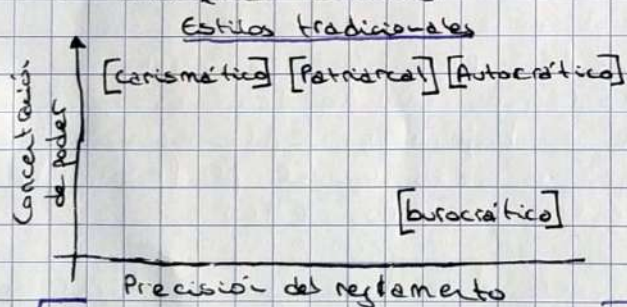 Estilos tradicionales
[Carismático] [Patriarcal] [Autocrático]
Concentración
de poder
[burocrático]
Precisión del reglamento